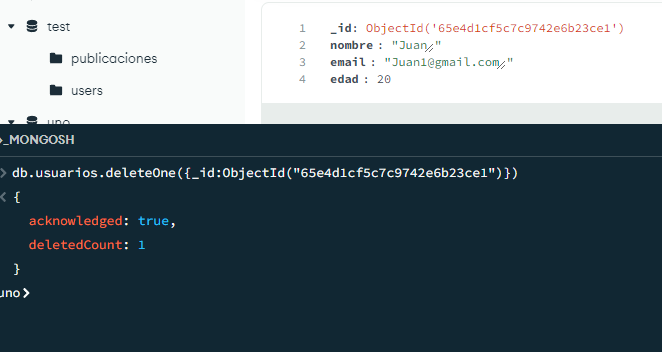 test
publicaciones
users
uno
1 _id: ObjectId('65e4d1cf5c7c9742e6b23ce1')
2 nombre : "Juan"
3 email : "Juan1@gmail.com"
4 edad : 20
>_MONGOSH
> db.usuarios.deleteOne({_id:ObjectId("65e4d1cf5c7c9742e6b23ce1")})
< {
acknowledged: true,
deletedCount: 1
}
uno>